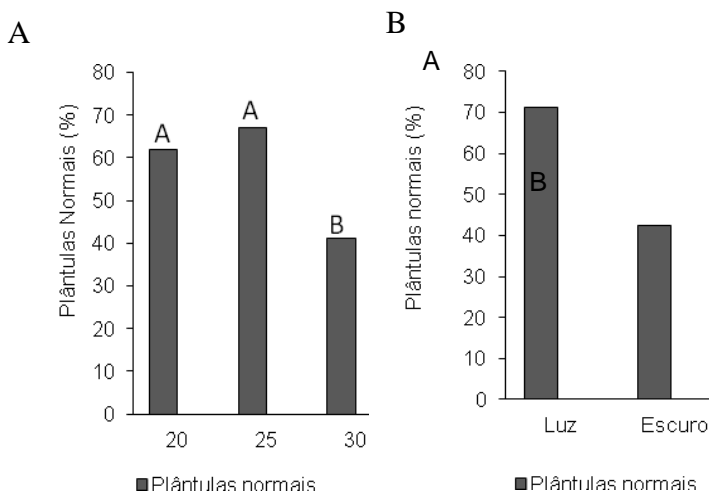 A
80
70
60
50
40
30
20
10
0
Plântulas Normais (%)
A
A
B
20
25
30
Plântulas normais
B
A
80
70
60
50
40
30
20
10
0
Plântulas normais (%)
B
Luz
Escuro
Plântulas normais